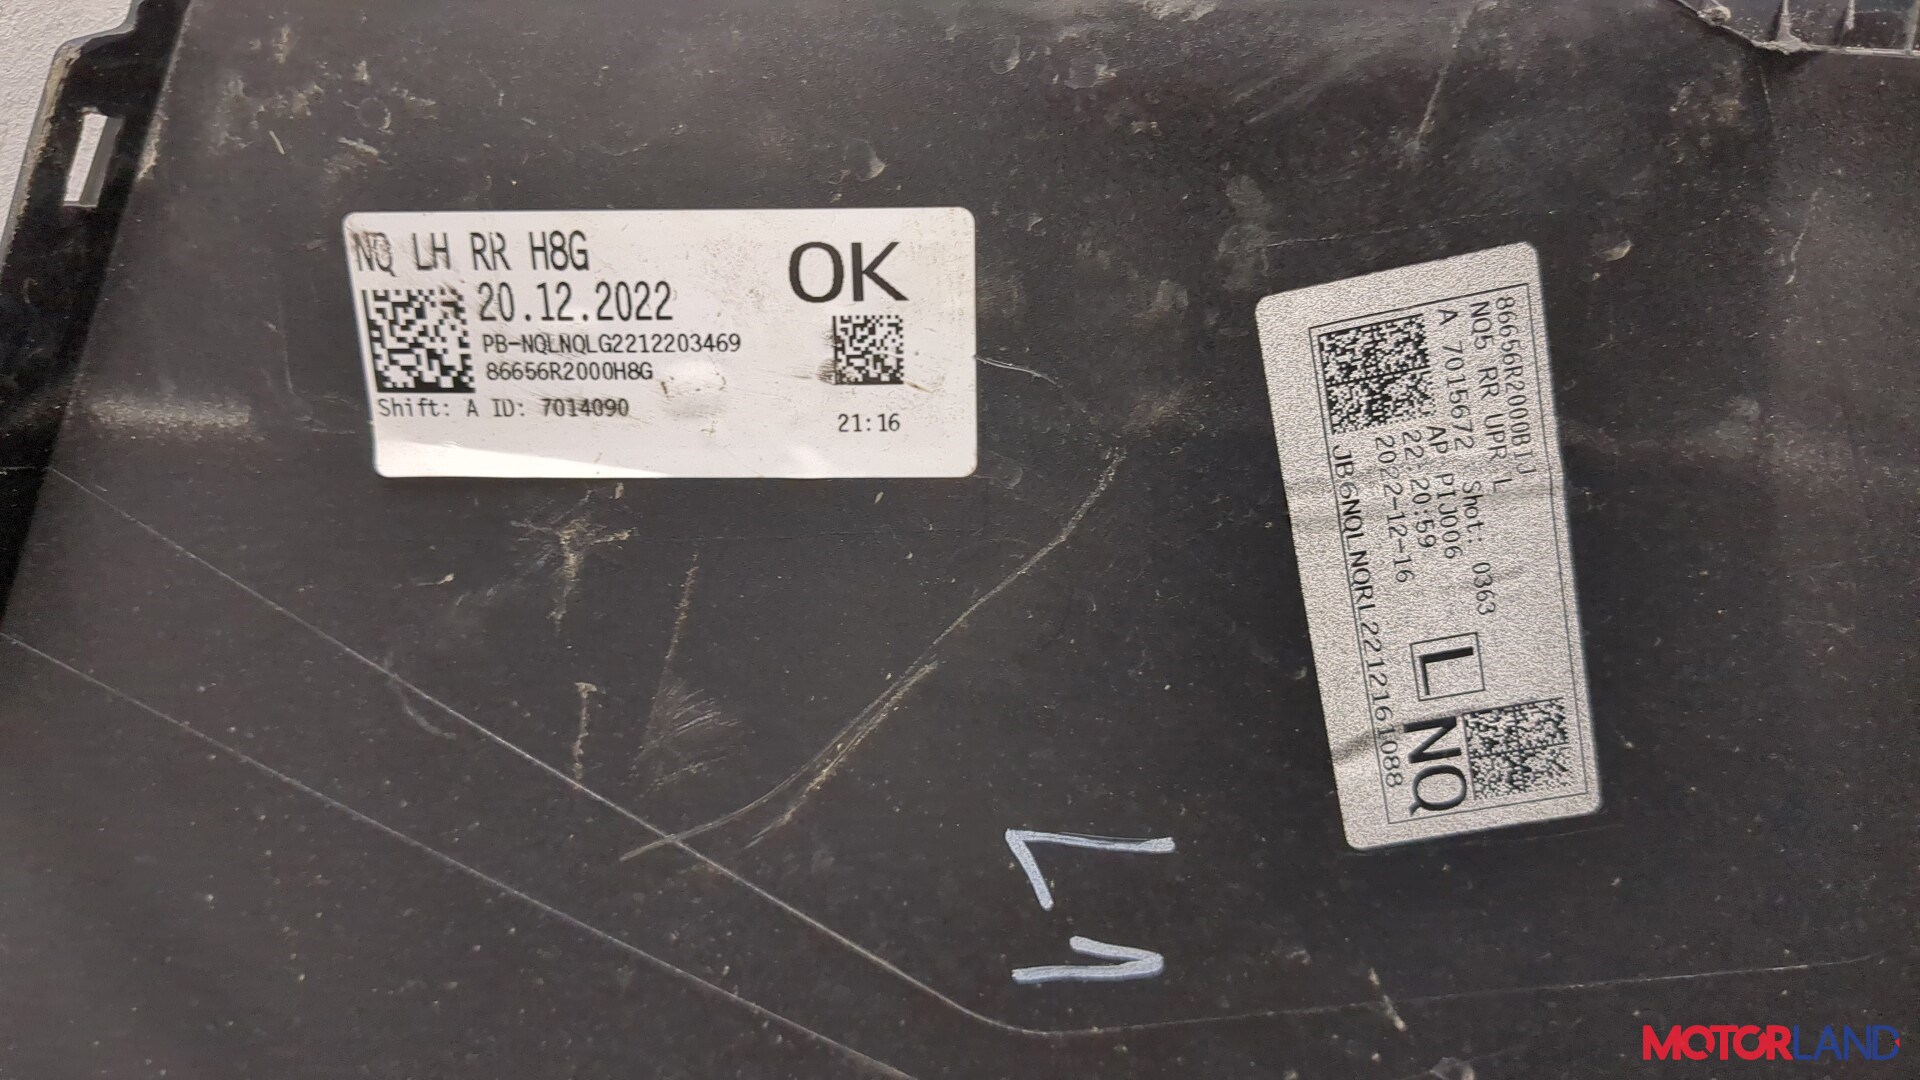 NQ LH RR H8G
OK
20.12.2022
PB-NQLNQLG2212203469
86656R2000H8G
Shift: A ID: 7014090
21:16
86656R2000BIJ
NQ5 RR UPR L
A 7015672 Shot: 0363
AP PIJ006
22:20:59
2022-12-16
JB6NQLNQRL2212161088
L
NQ
MOTORLAND